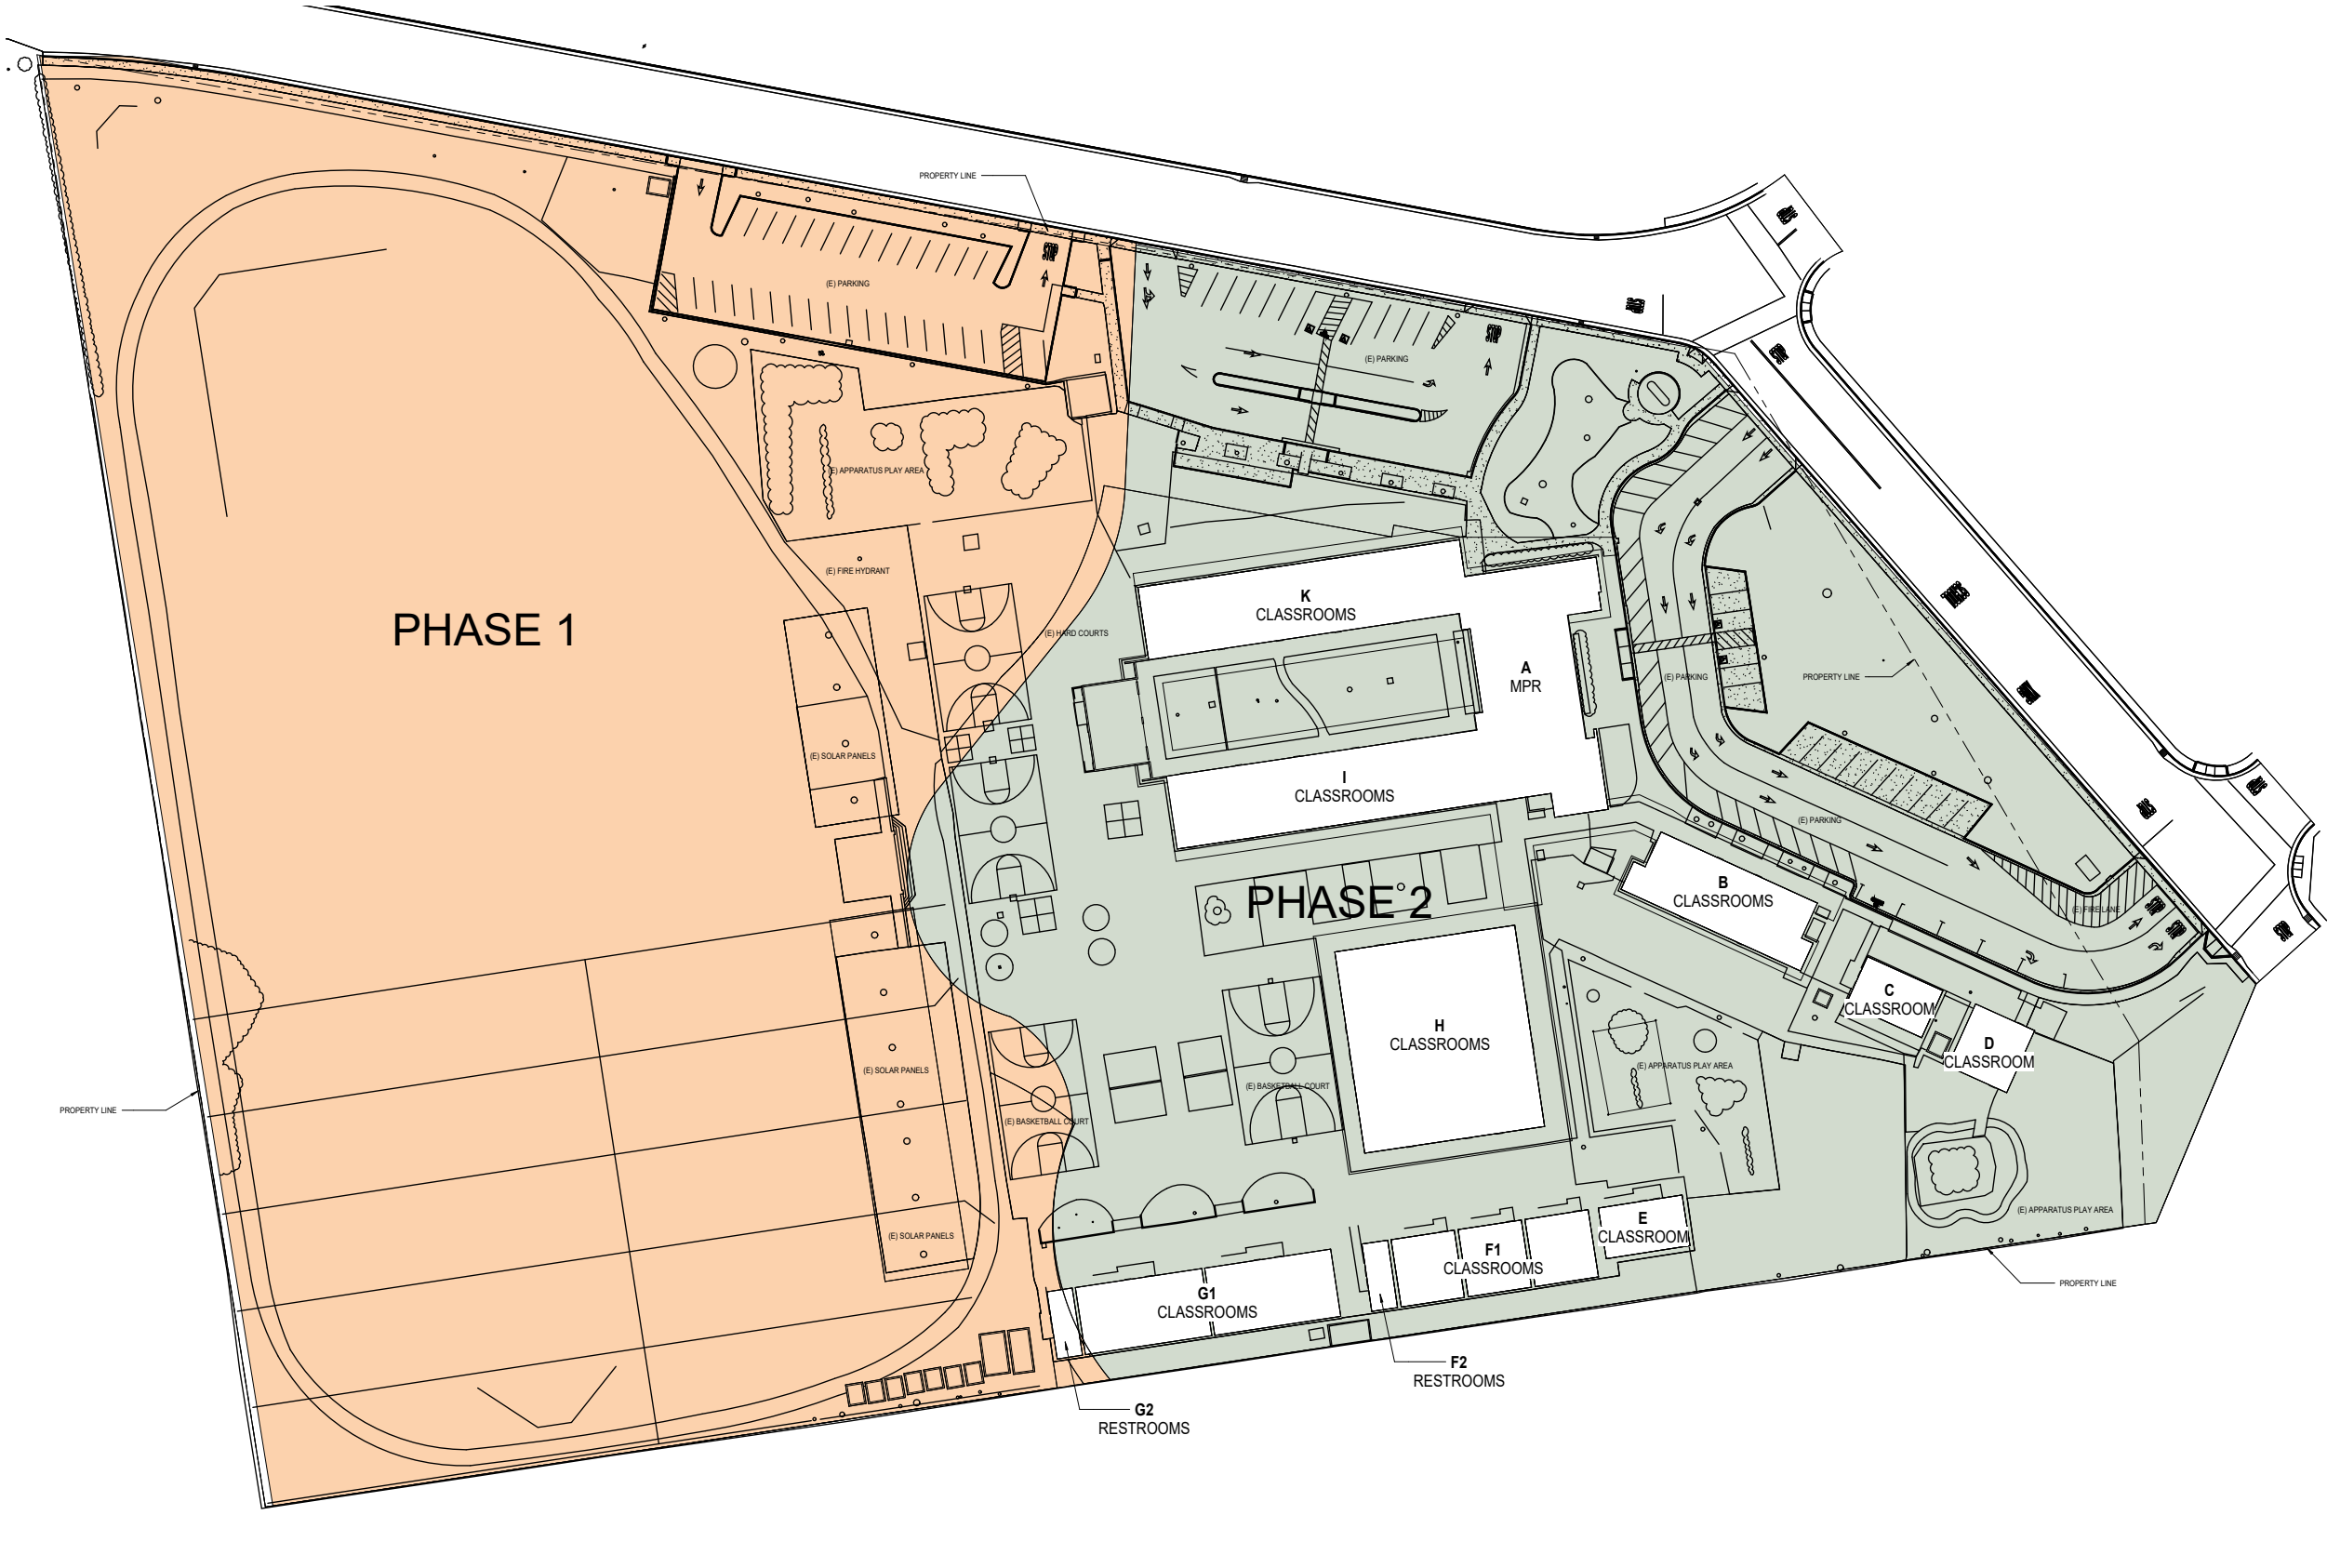 PROPERTY LINE
STOP
(E) PARKING
(E) PARKING
STOP
(E) APPARATUS PLAY AREA
(E) FIRE HYDRANT
PHASE 1
K
CLASSROOMS
(E) HARD COURTS
A
MPR
(E) PARKING
PROPERTY LINE
(E) SOLAR PANELS
I
CLASSROOMS
(E) PARKING
PHASE 2
B
CLASSROOMS
(E) FIRE LANE
C
CLASSROOM
H
CLASSROOMS
D
CLASSROOM
(E) SOLAR PANELS
(E) APPARATUS PLAY AREA
(E) BASKETBALL COURT
PROPERTY LINE
(E) BASKETBALL COURT
(E) APPARATUS PLAY AREA
E
CLASSROOM
(E) SOLAR PANELS
F1
CLASSROOMS
PROPERTY LINE
G1
CLASSROOMS
F2
RESTROOMS
G2
RESTROOMS